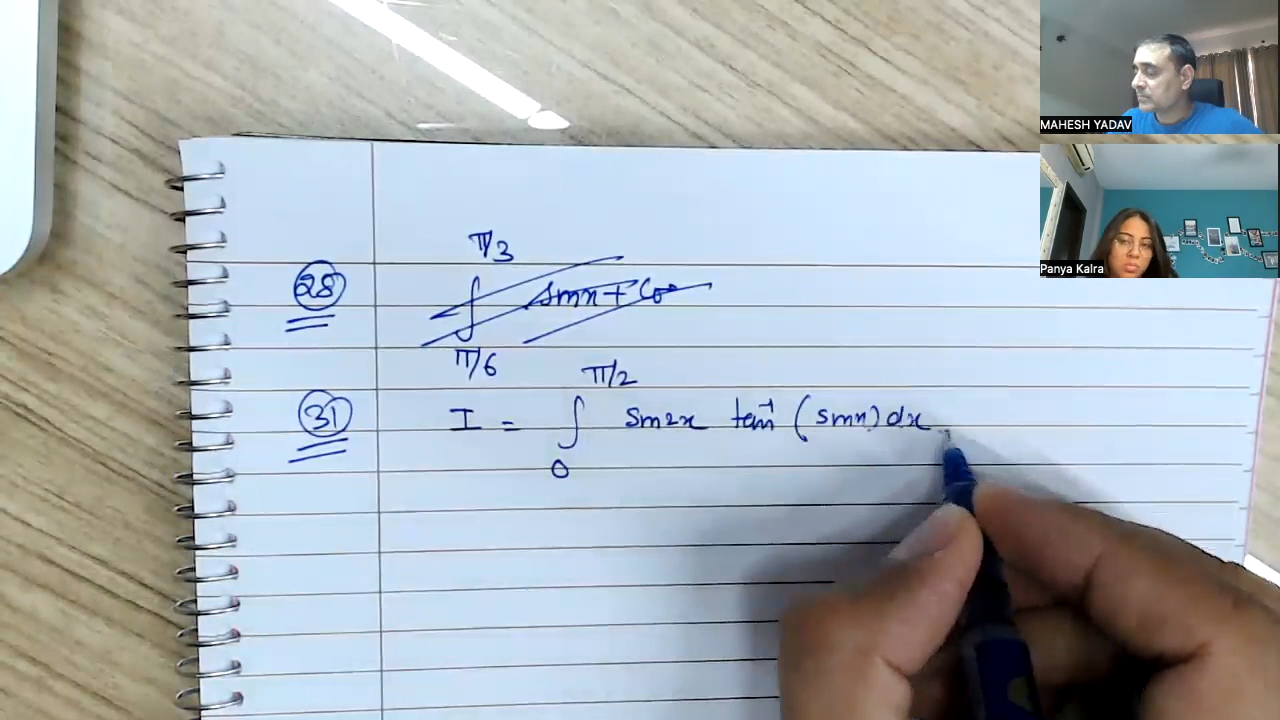 MAHESH YADAV
Panya Kalra
28 ∫_{π/6}^{π/3} sinx + Co
31 I = ∫_{0}^{π/2} sin2x tan⁻¹ (sinx) dx